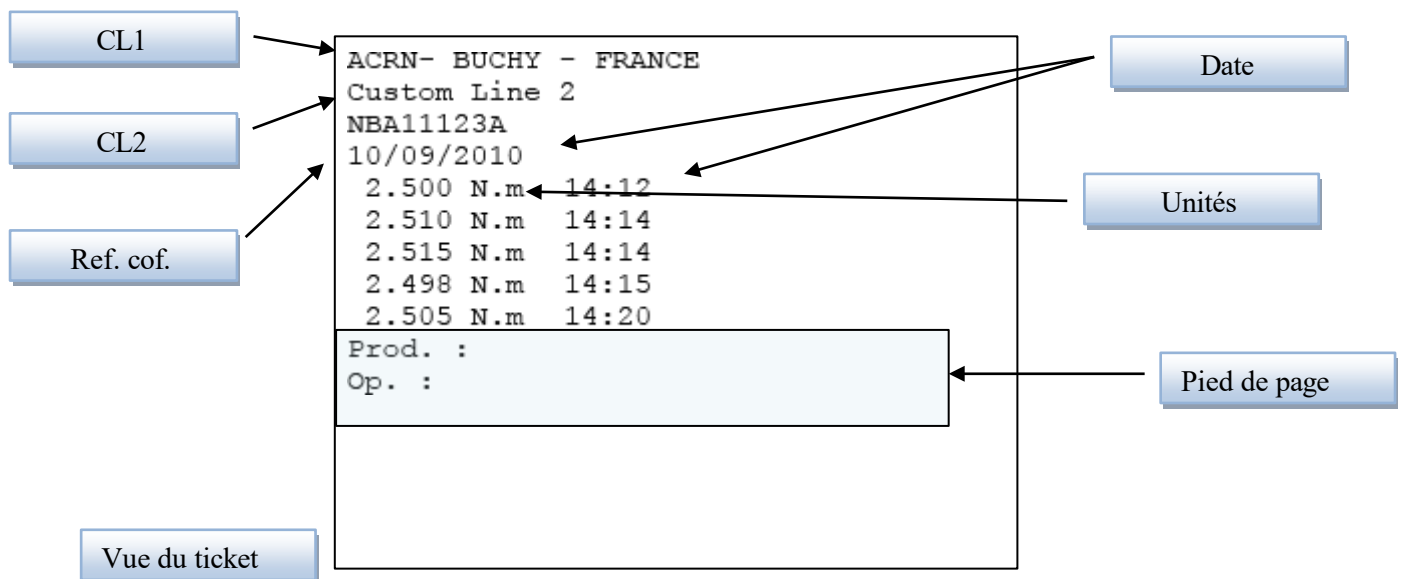 CL1
CL2
Ref. cof.
Vue du ticket
ACRN- BUCHY - FRANCE
Custom Line 2
NBA11123A
10/09/2010
2.500 N.m 14:12
2.510 N.m 14:14
2.515 N.m 14:14
2.498 N.m 14:15
2.505 N.m 14:20
Prod. :
Op. :
Date
Unités
Pied de page